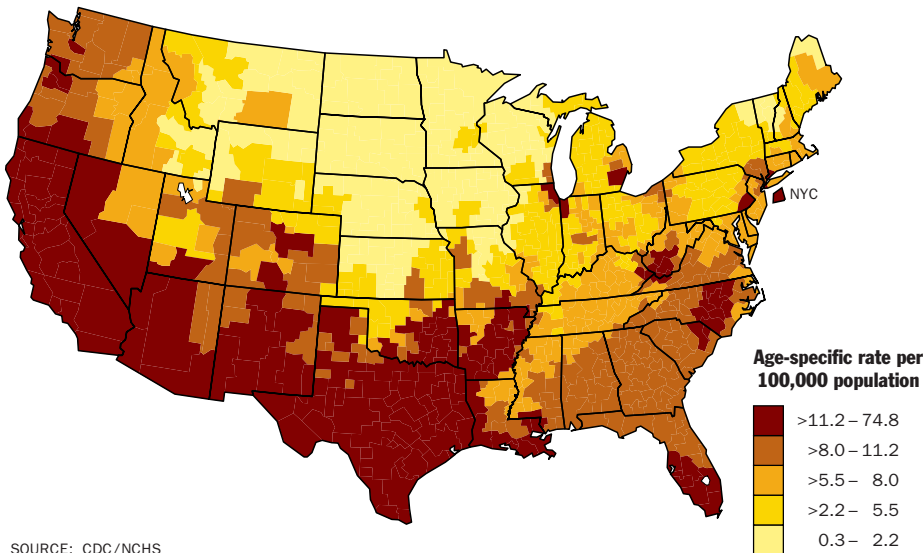 NYC
Age-specific rate per
100,000 population
>11.2–74.8
>8.0–11.2
>5.5– 8.0
>2.2– 5.5
0.3– 2.2
SOURCE: CDC/NCHS